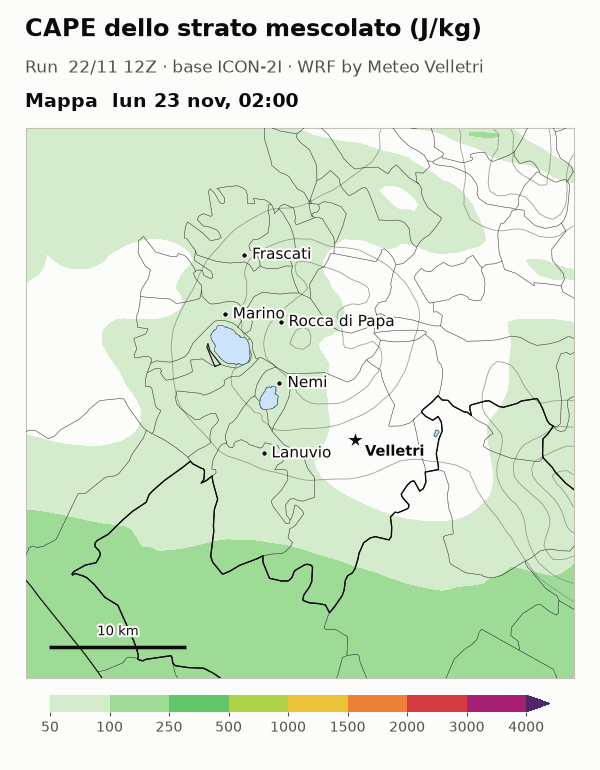 CAPE dello strato mescolato (J/kg)
Run  22/11 12Z · base ICON-2I · WRF by Meteo Velletri
Mappa  lun 23 nov, 02:00
Frascati
Marino
Rocca di Papa
Nemi
Velletri
Lanuvio
10 km
50 100 250 500 1000 1500 2000 3000 4000